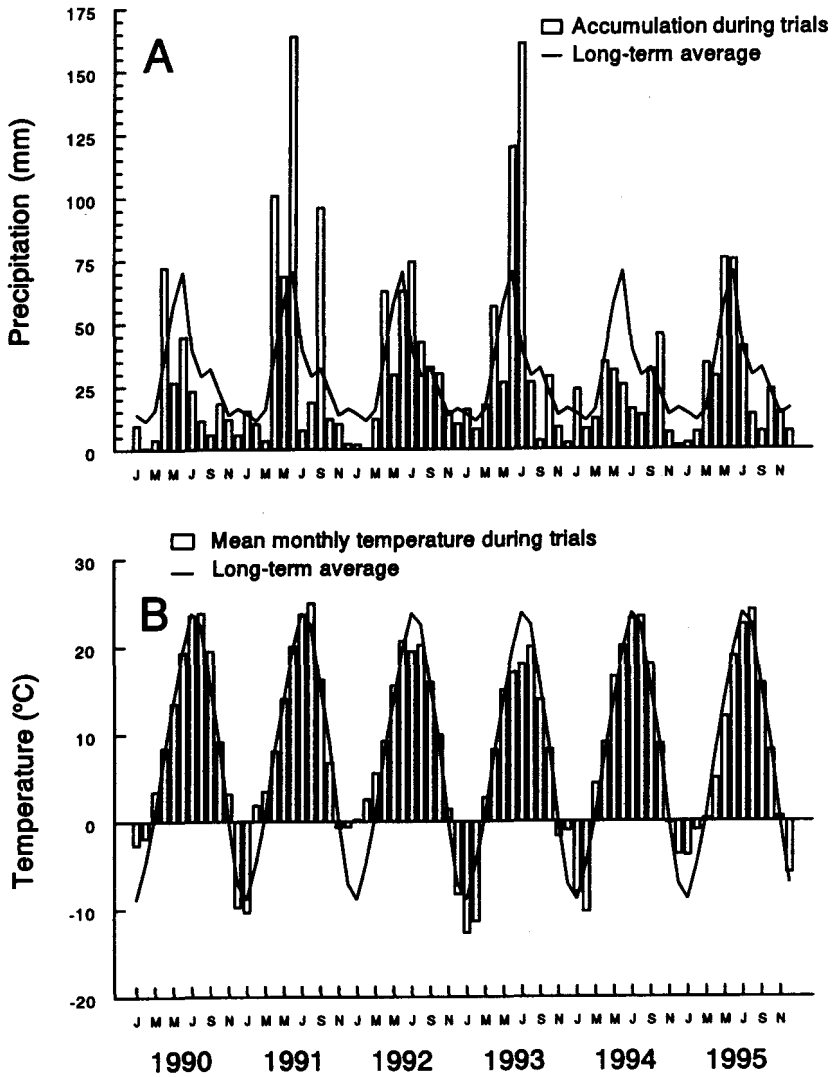 175
150
125
100
75
50
25
0
Precipitation (mm)
A
Accumulation during trials
Long-term average
J M M J S N J M M J S N J M M J S N J M M J S N J M M J S N J M M J S N
Mean monthly temperature during trials
Long-term average
30
20
10
0
-10
-20
Temperature (ºC)
B
J M M J S N J M M J S N J M M J S N J M M J S N J M M J S N J M M J S N
1990 1991 1992 1993 1994 1995